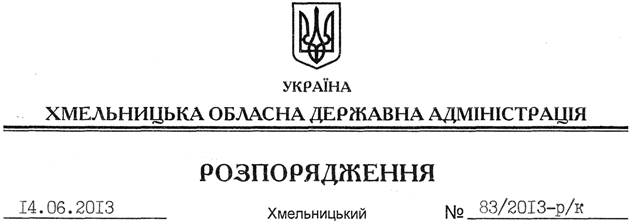 УКРАЇНА
ХМЕЛЬНИЦЬКА ОБЛАСНА ДЕРЖАВНА АДМІНІСТРАЦІЯ
РОЗПОРЯДЖЕННЯ
14.06.2013 Хмельницький № 83/2013-р/к